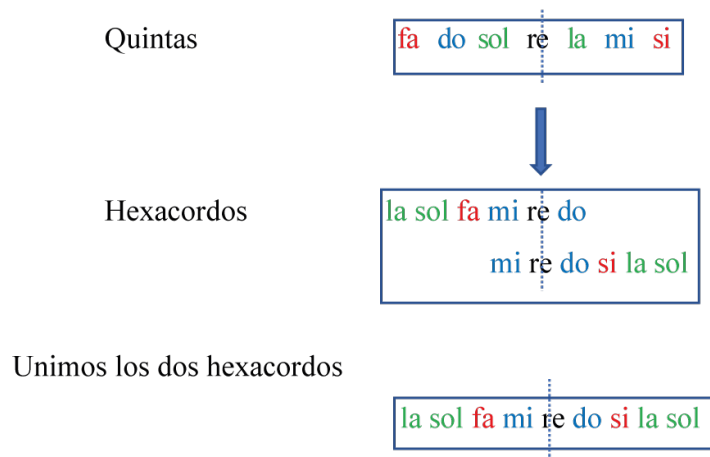 Quintas fa do sol re la mi si
Hexacordos la sol fa mi re do
mi re do si la sol
Unimos los dos hexacordos
la sol fa mi re do si la sol